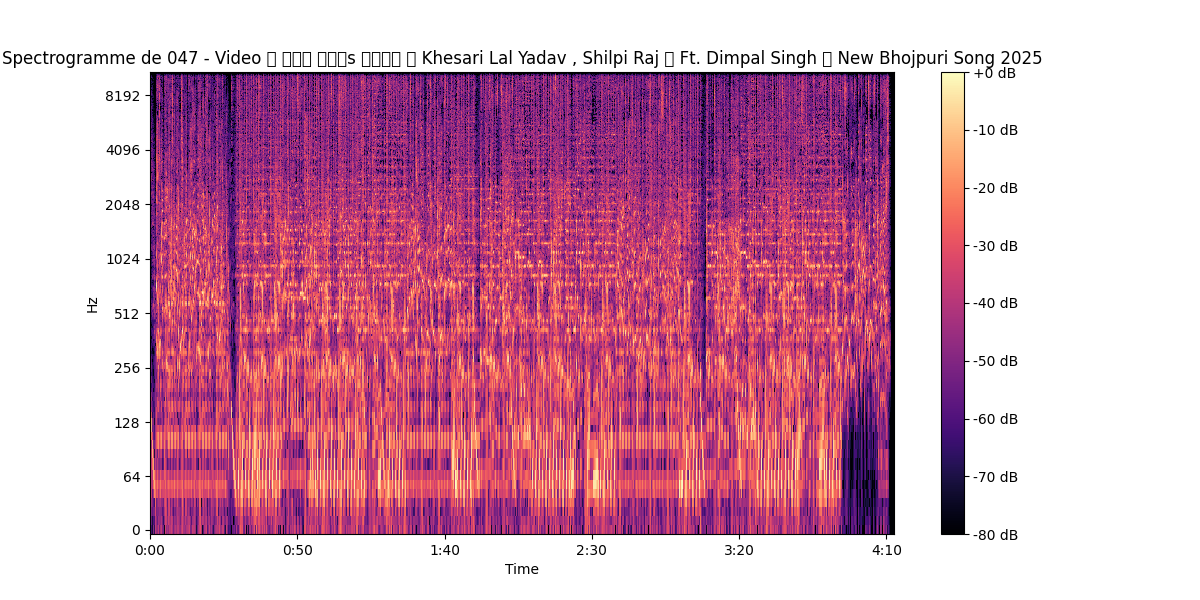 Spectrogramme de 047 - Video ▯ ▯▯▯ ▯▯▯s ▯▯▯▯ ▯ Khesari Lal Yadav , Shilpi Raj ▯ Ft. Dimpal Singh ▯ New Bhojpuri Song 2025
Hz
8192
4096
2048
1024
512
256
128
64
0
0:00 0:50 1:40 2:30 3:20 4:10
Time
+0 dB
-10 dB
-20 dB
-30 dB
-40 dB
-50 dB
-60 dB
-70 dB
-80 dB